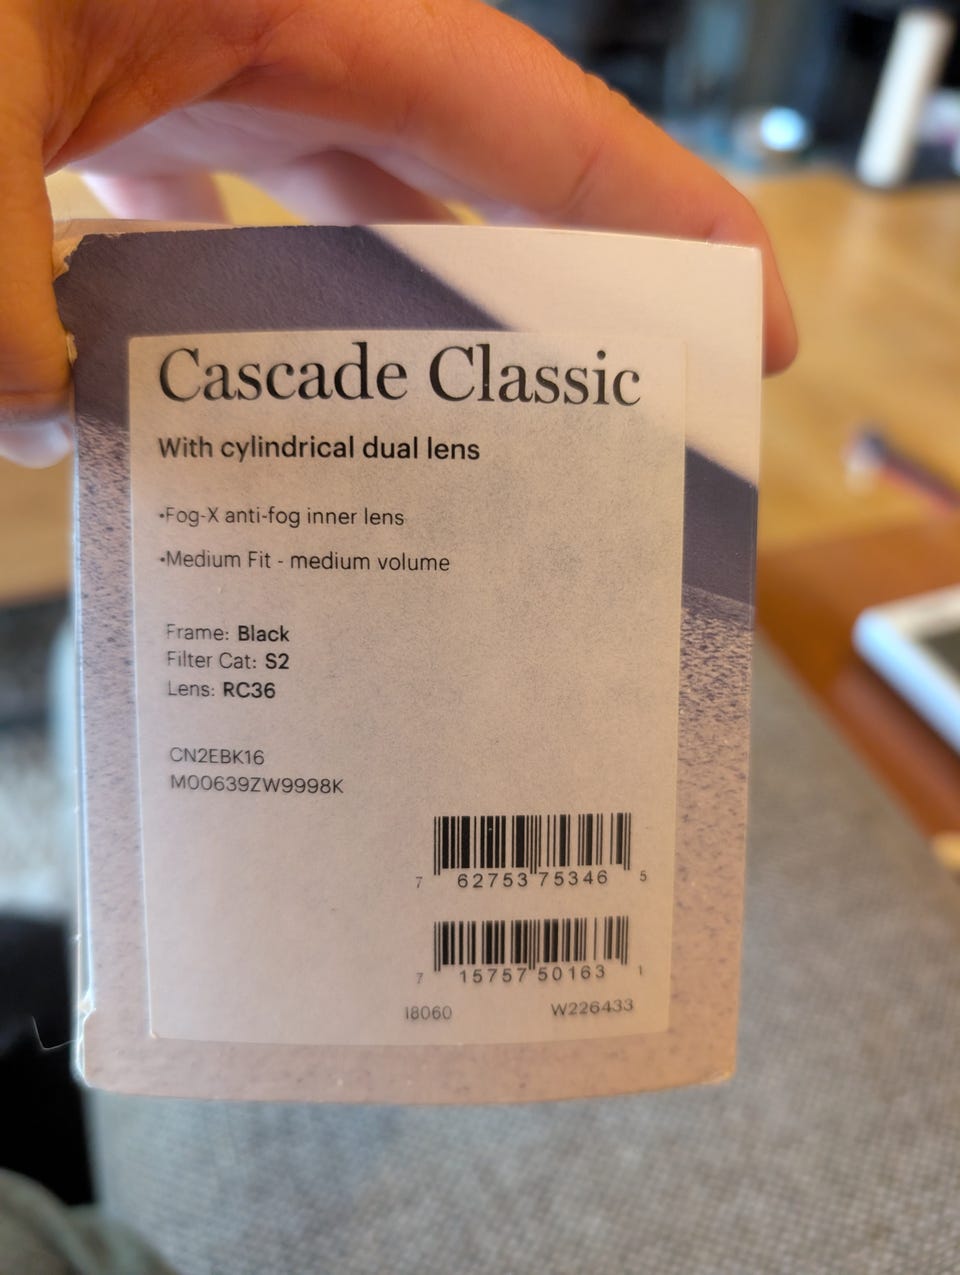 Cascade Classic
With cylindrical dual lens
•Fog-X anti-fog inner lens
•Medium Fit - medium volume
Frame: Black
Filter Cat: S2
Lens: RC36
CN2EBK16
M00639ZW9998K
7 62753 75346 5
7 15757 50163 1
I8060 W226433